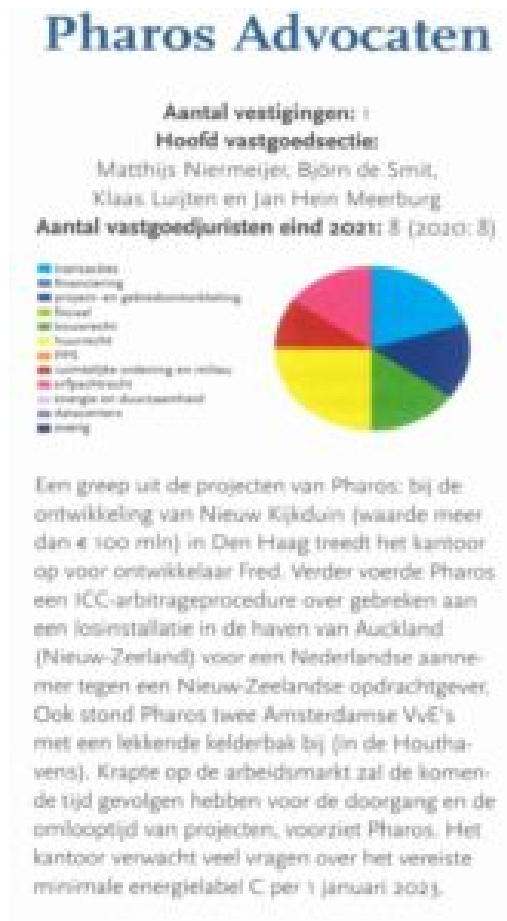 Pharos Advocaten
Aantal vestigingen: 1
Hoofd vastgoedsectie:
Matthijs Niermeijer, Björn de Smit,
Klaas Luijten en Jan Hein Meerburg
Aantal vastgoedjuristen eind 2021: 8 (2020: 8)
transacties
financiering
project- en gebiedsontwikkeling
fiscaal
bouwrecht
huurrecht
PPS
ruimtelijke ordening en milieu
erfpachtrecht
energie en duurzaamheid
datacenters
overig
Een greep uit de projecten van Pharos: bij de
ontwikkeling van Nieuw Kijkduin (waarde meer
dan € 100 mln) in Den Haag treedt het kantoor
op voor ontwikkelaar Fred. Verder voerde Pharos
een ICC-arbitrageprocedure over gebreken aan
een losinstallatie in de haven van Auckland
(Nieuw-Zeeland) voor een Nederlandse aanne-
mer tegen een Nieuw-Zeelandse opdrachtgever.
Ook stond Pharos twee Amsterdamse VvE's
met een lekkende kelderbak bij (in de Houtha-
vens). Krapte op de arbeidsmarkt zal de komen-
de tijd gevolgen hebben voor de doorgang en de
omlooptijd van projecten, voorziet Pharos. Het
kantoor verwacht veel vragen over het vereiste
minimale energielabel C per 1 januari 2023.